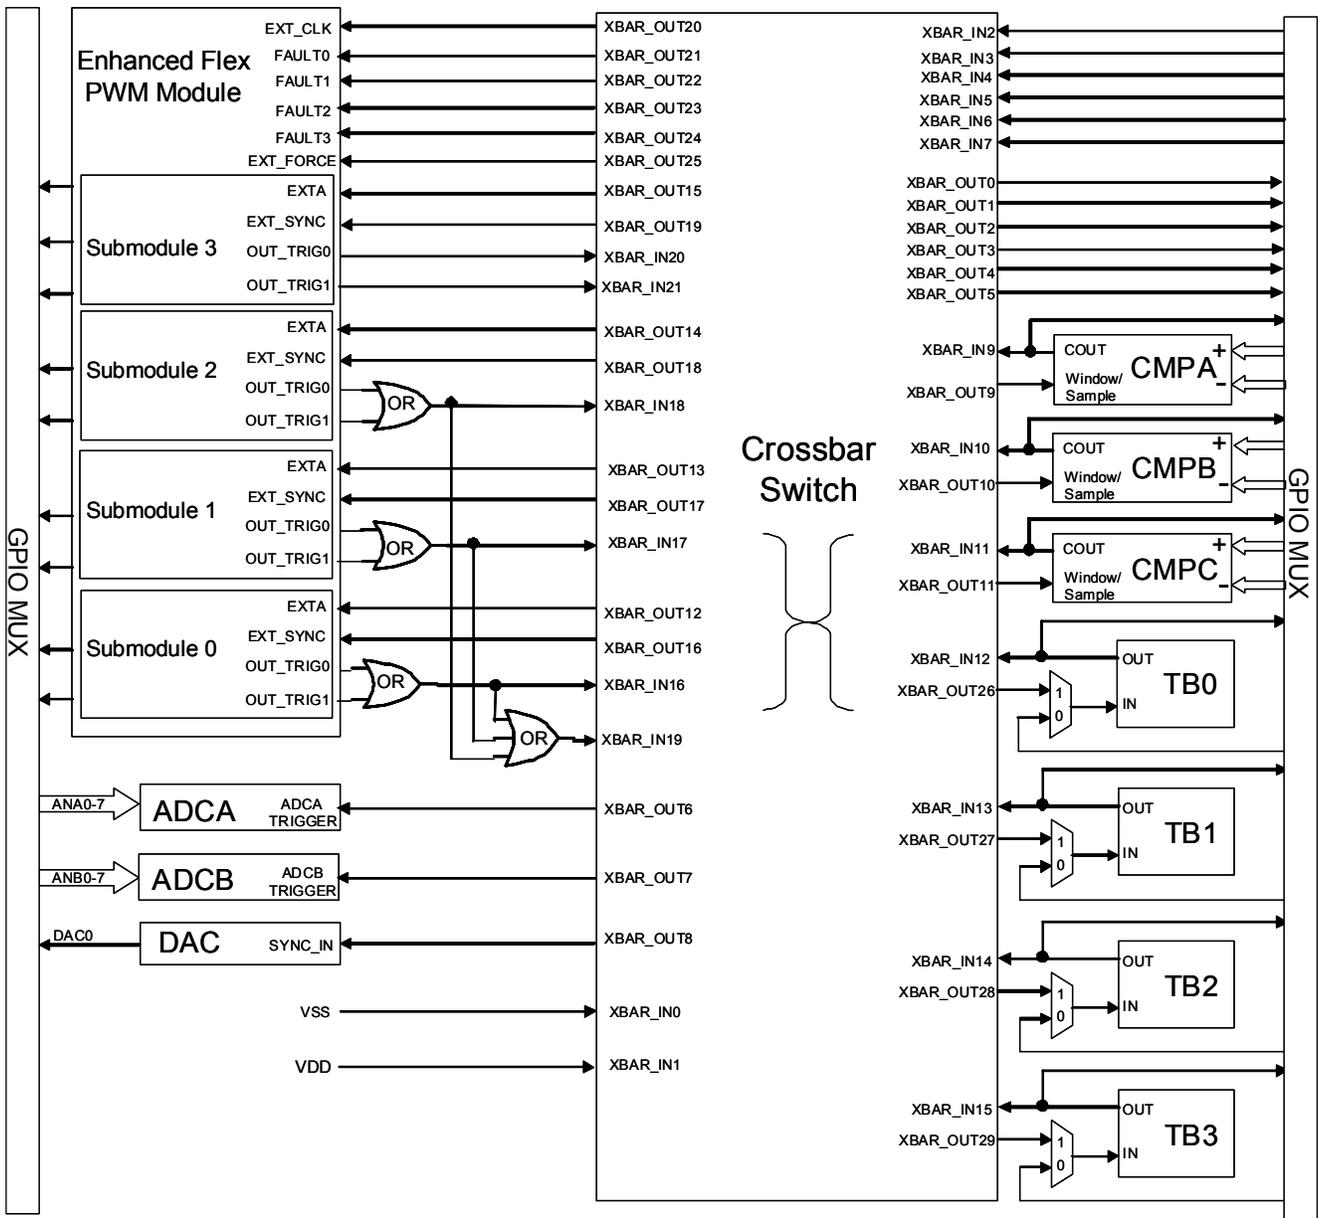 GPIO MUX
Enhanced Flex
PWM Module
EXT_CLK
FAULT0
FAULT1
FAULT2
FAULT3
EXT_FORCE
Submodule 3
EXTA
EXT_SYNC
OUT_TRIG0
OUT_TRIG1
Submodule 2
EXTA
EXT_SYNC
OUT_TRIG0
OUT_TRIG1
OR
Submodule 1
EXTA
EXT_SYNC
OUT_TRIG0
OUT_TRIG1
OR
Submodule 0
EXTA
EXT_SYNC
OUT_TRIG0
OUT_TRIG1
OR
OR
ANA0-7
ADCA
ADCA
TRIGGER
ANB0-7
ADCB
ADCB
TRIGGER
DAC0
DAC
SYNC_IN
VSS
VDD
XBAR_OUT20
XBAR_OUT21
XBAR_OUT22
XBAR_OUT23
XBAR_OUT24
XBAR_OUT25
XBAR_OUT15
XBAR_OUT19
XBAR_IN20
XBAR_IN21
XBAR_OUT14
XBAR_OUT18
XBAR_IN18
XBAR_OUT13
XBAR_OUT17
XBAR_IN17
XBAR_OUT12
XBAR_OUT16
XBAR_IN16
XBAR_IN19
XBAR_OUT6
XBAR_OUT7
XBAR_OUT8
XBAR_IN0
XBAR_IN1
Crossbar
Switch
XBAR_IN2
XBAR_IN3
XBAR_IN4
XBAR_IN5
XBAR_IN6
XBAR_IN7
XBAR_OUT0
XBAR_OUT1
XBAR_OUT2
XBAR_OUT3
XBAR_OUT4
XBAR_OUT5
XBAR_IN9
XBAR_OUT9
XBAR_IN10
XBAR_OUT10
XBAR_IN11
XBAR_OUT11
XBAR_IN12
XBAR_OUT26
XBAR_IN13
XBAR_OUT27
XBAR_IN14
XBAR_OUT28
XBAR_IN15
XBAR_OUT29
COUT
Window/
Sample
CMPA
+
-
COUT
Window/
Sample
CMPB
+
-
COUT
Window/
Sample
CMPC
+
-
1
0
OUT
IN
TB0
1
0
OUT
IN
TB1
1
0
OUT
IN
TB2
1
0
OUT
IN
TB3
GPIO MUX